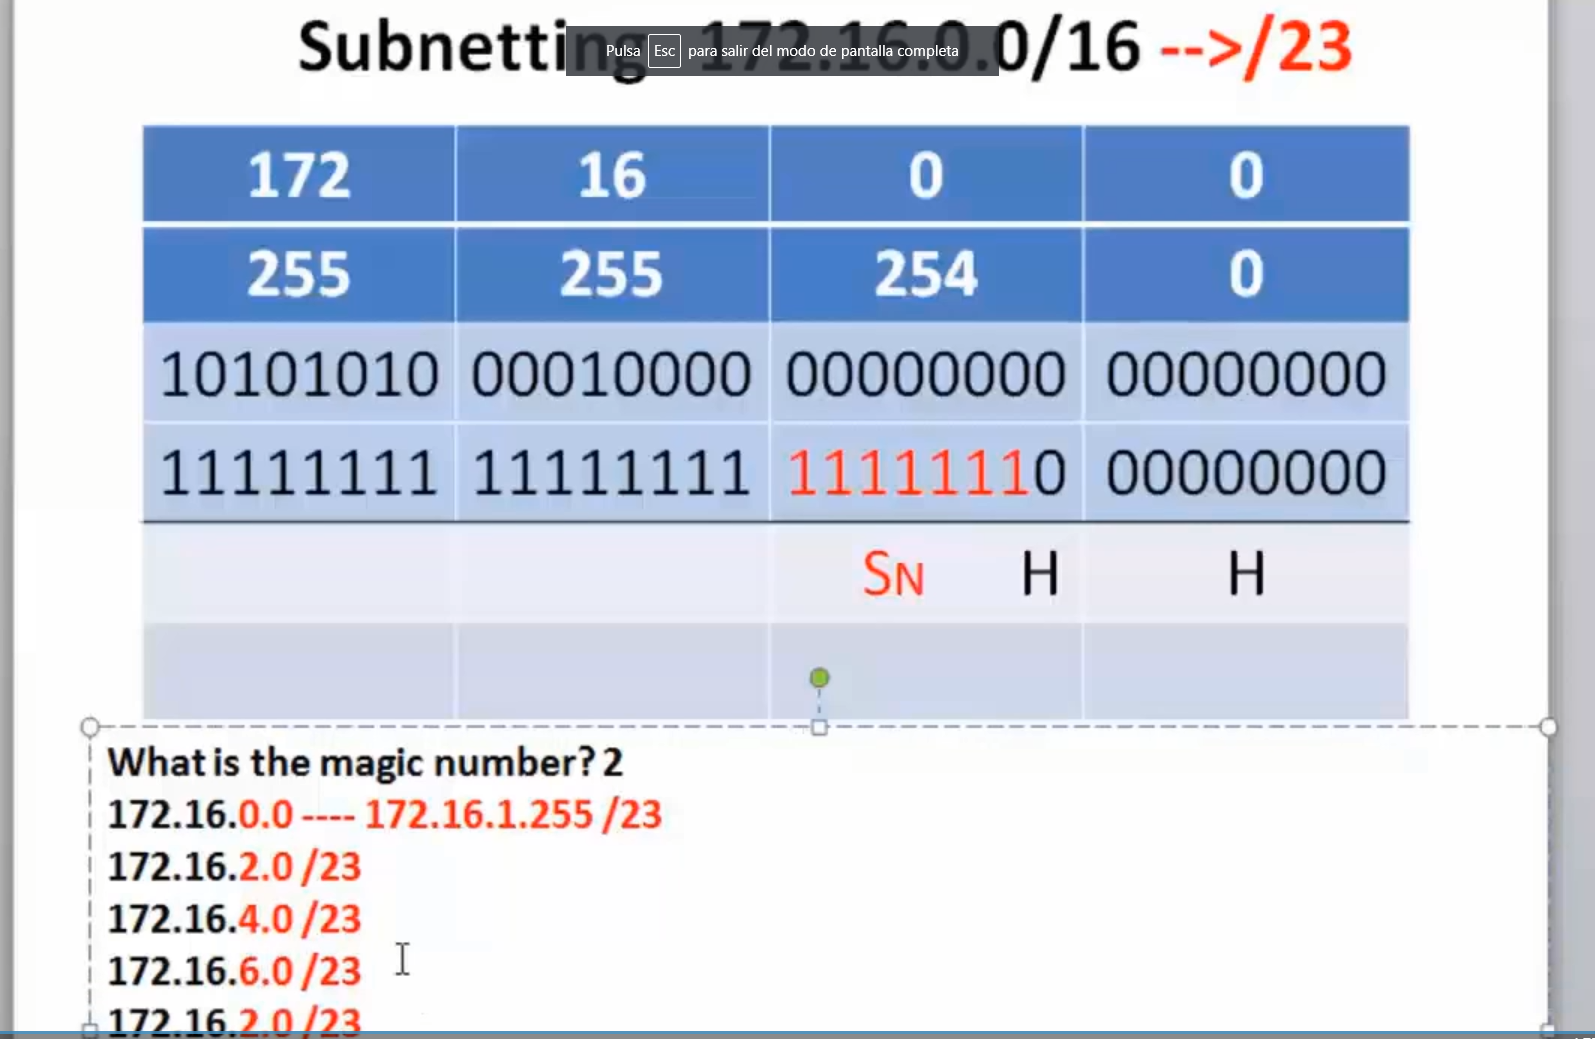 Subnetting 172.16.0.0/16 -->/23
Pulsa Esc para salir del modo de pantalla completa
172 16 0 0
255 255 254 0
10101010 00010000 00000000 00000000
11111111 11111111 11111110 00000000
SN H H
What is the magic number? 2
172.16.0.0 ---- 172.16.1.255 /23
172.16.2.0 /23
172.16.4.0 /23
172.16.6.0 /23
172.16.2.0 /23